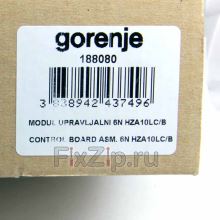 gorenje
188080
3 838942 437496
MODUL UPRAVLJALNI 6N HZA10LC/B
CONTROL BOARD ASM. 6N HZA10LC/B
FixZip.ru